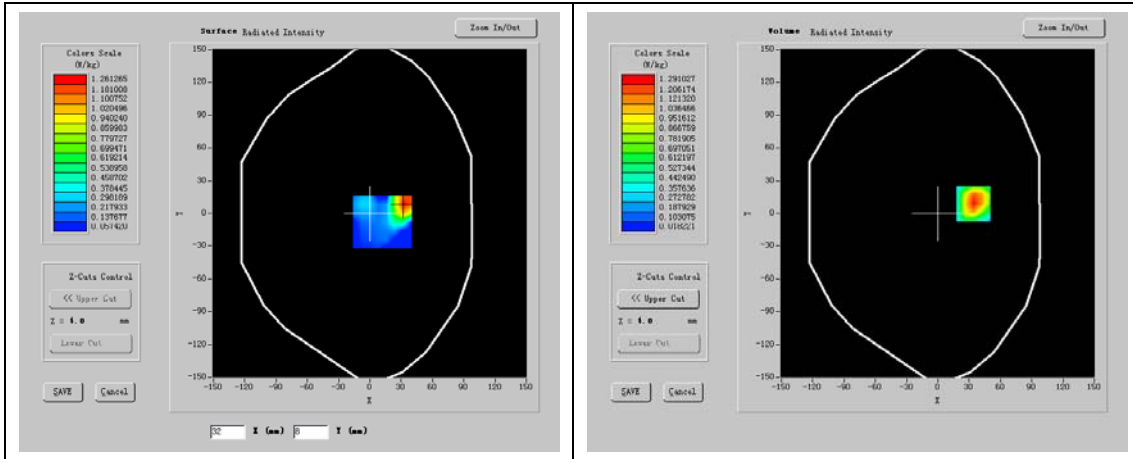 Surface Radiated Intensity
Zoom In/Out
Colors Scale
(W/kg)
1.261265
1.181008
1.100752
1.020496
0.940240
0.859983
0.779727
0.699471
0.619214
0.538958
0.458702
0.378445
0.298189
0.217933
0.137677
0.057420
150
90
60
30
0
-30
-60
-90
-120
-150
Y
-150 -120 -90 -60 -30 0 30 60 90 120 150
X
Z-Cuts Control
<< Upper Cut
Z = 4.0 mm
Lower Cut
SAVE Cancel
32 X (mm) 8 Y (mm)
Volume Radiated Intensity
Zoom In/Out
Colors Scale
(W/kg)
1.291027
1.206174
1.121320
1.036466
0.951612
0.866759
0.781905
0.697051
0.612197
0.527344
0.442490
0.357636
0.272782
0.187929
0.103075
0.018221
150
120
90
60
30
0
-30
-60
-90
-120
-150
Y
-150 -120 -90 -60 -30 0 30 60 90 120 150
X
Z-Cuts Control
<< Upper Cut
Z = 4.0 mm
Lower Cut
SAVE Cancel